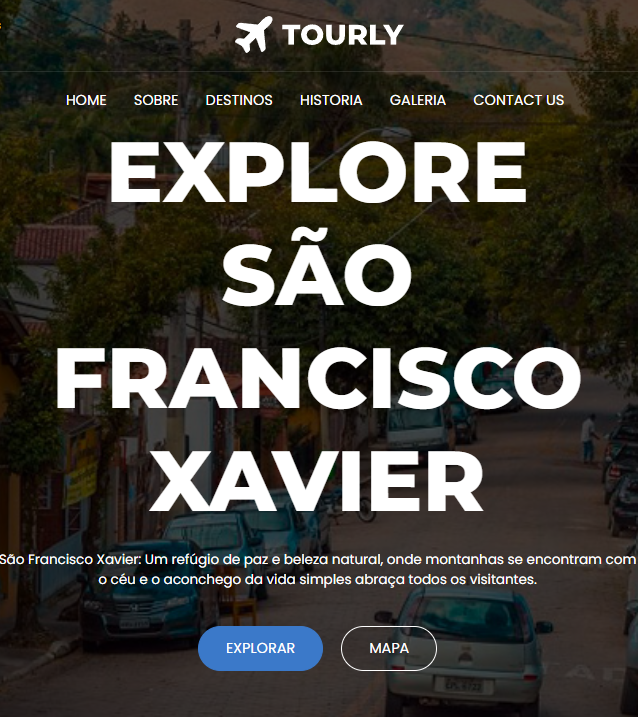 TOURLY
HOME SOBRE DESTINOS HISTORIA GALERIA CONTACT US
EXPLORE
SÃO
FRANCISCO
XAVIER
São Francisco Xavier: Um refúgio de paz e beleza natural, onde montanhas se encontram com
o céu e o aconchego da vida simples abraça todos os visitantes.
EXPLORAR MAPA